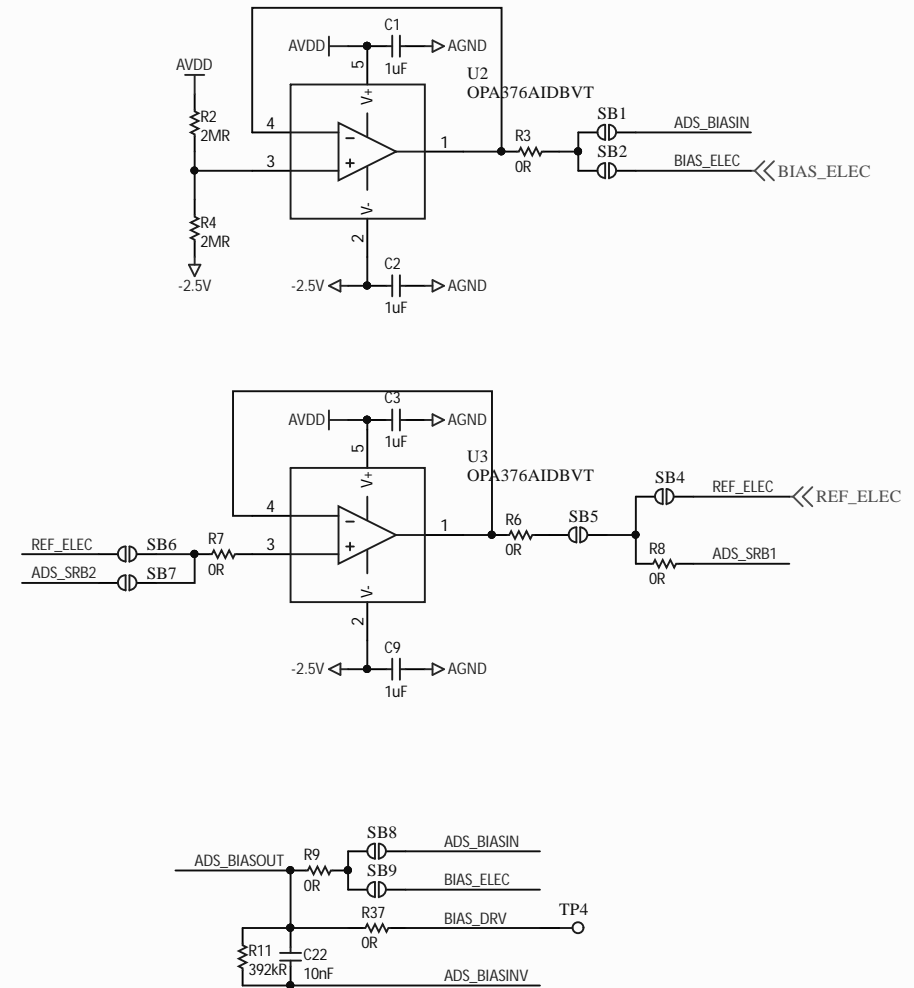 C1
AVDD
AGND
1uF
5
V+
U2
OPA376AIDBVT
AVDD
R2
2MR
4
3
1
R3
0R
SB1
ADS_BIASIN
SB2
BIAS_ELEC
BIAS_ELEC
R4
2MR
-2.5V
V-
2
C2
-2.5V
AGND
1uF
C3
AVDD
AGND
1uF
5
V+
U3
OPA376AIDBVT
4
3
1
R6
0R
SB5
SB4
REF_ELEC
REF_ELEC
R8
0R
ADS_SRB1
REF_ELEC
SB6
ADS_SRB2
SB7
R7
0R
V-
2
C9
-2.5V
AGND
1uF
ADS_BIASOUT
R9
0R
SB8
ADS_BIASIN
SB9
BIAS_ELEC
R37
0R
BIAS_DRV
TP4
R11
392kR
C22
10nF
ADS_BIASINV